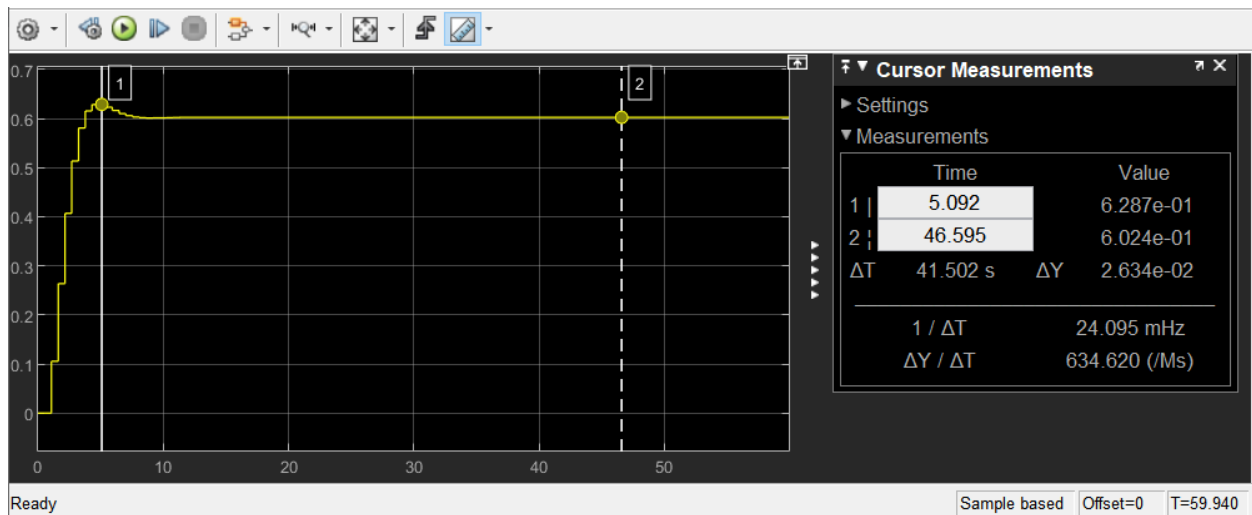 0.7
0.6
0.5
0.4
0.3
0.2
0.1
0
0 10 20 30 40 50
1
2
Cursor Measurements
Settings
Measurements
Time Value
1 | 5.092 6.287e-01
2 ¦ 46.595 6.024e-01
ΔT 41.502 s ΔY 2.634e-02
1 / ΔT 24.095 mHz
ΔY / ΔT 634.620 (/Ms)
Ready Sample based Offset=0 T=59.940